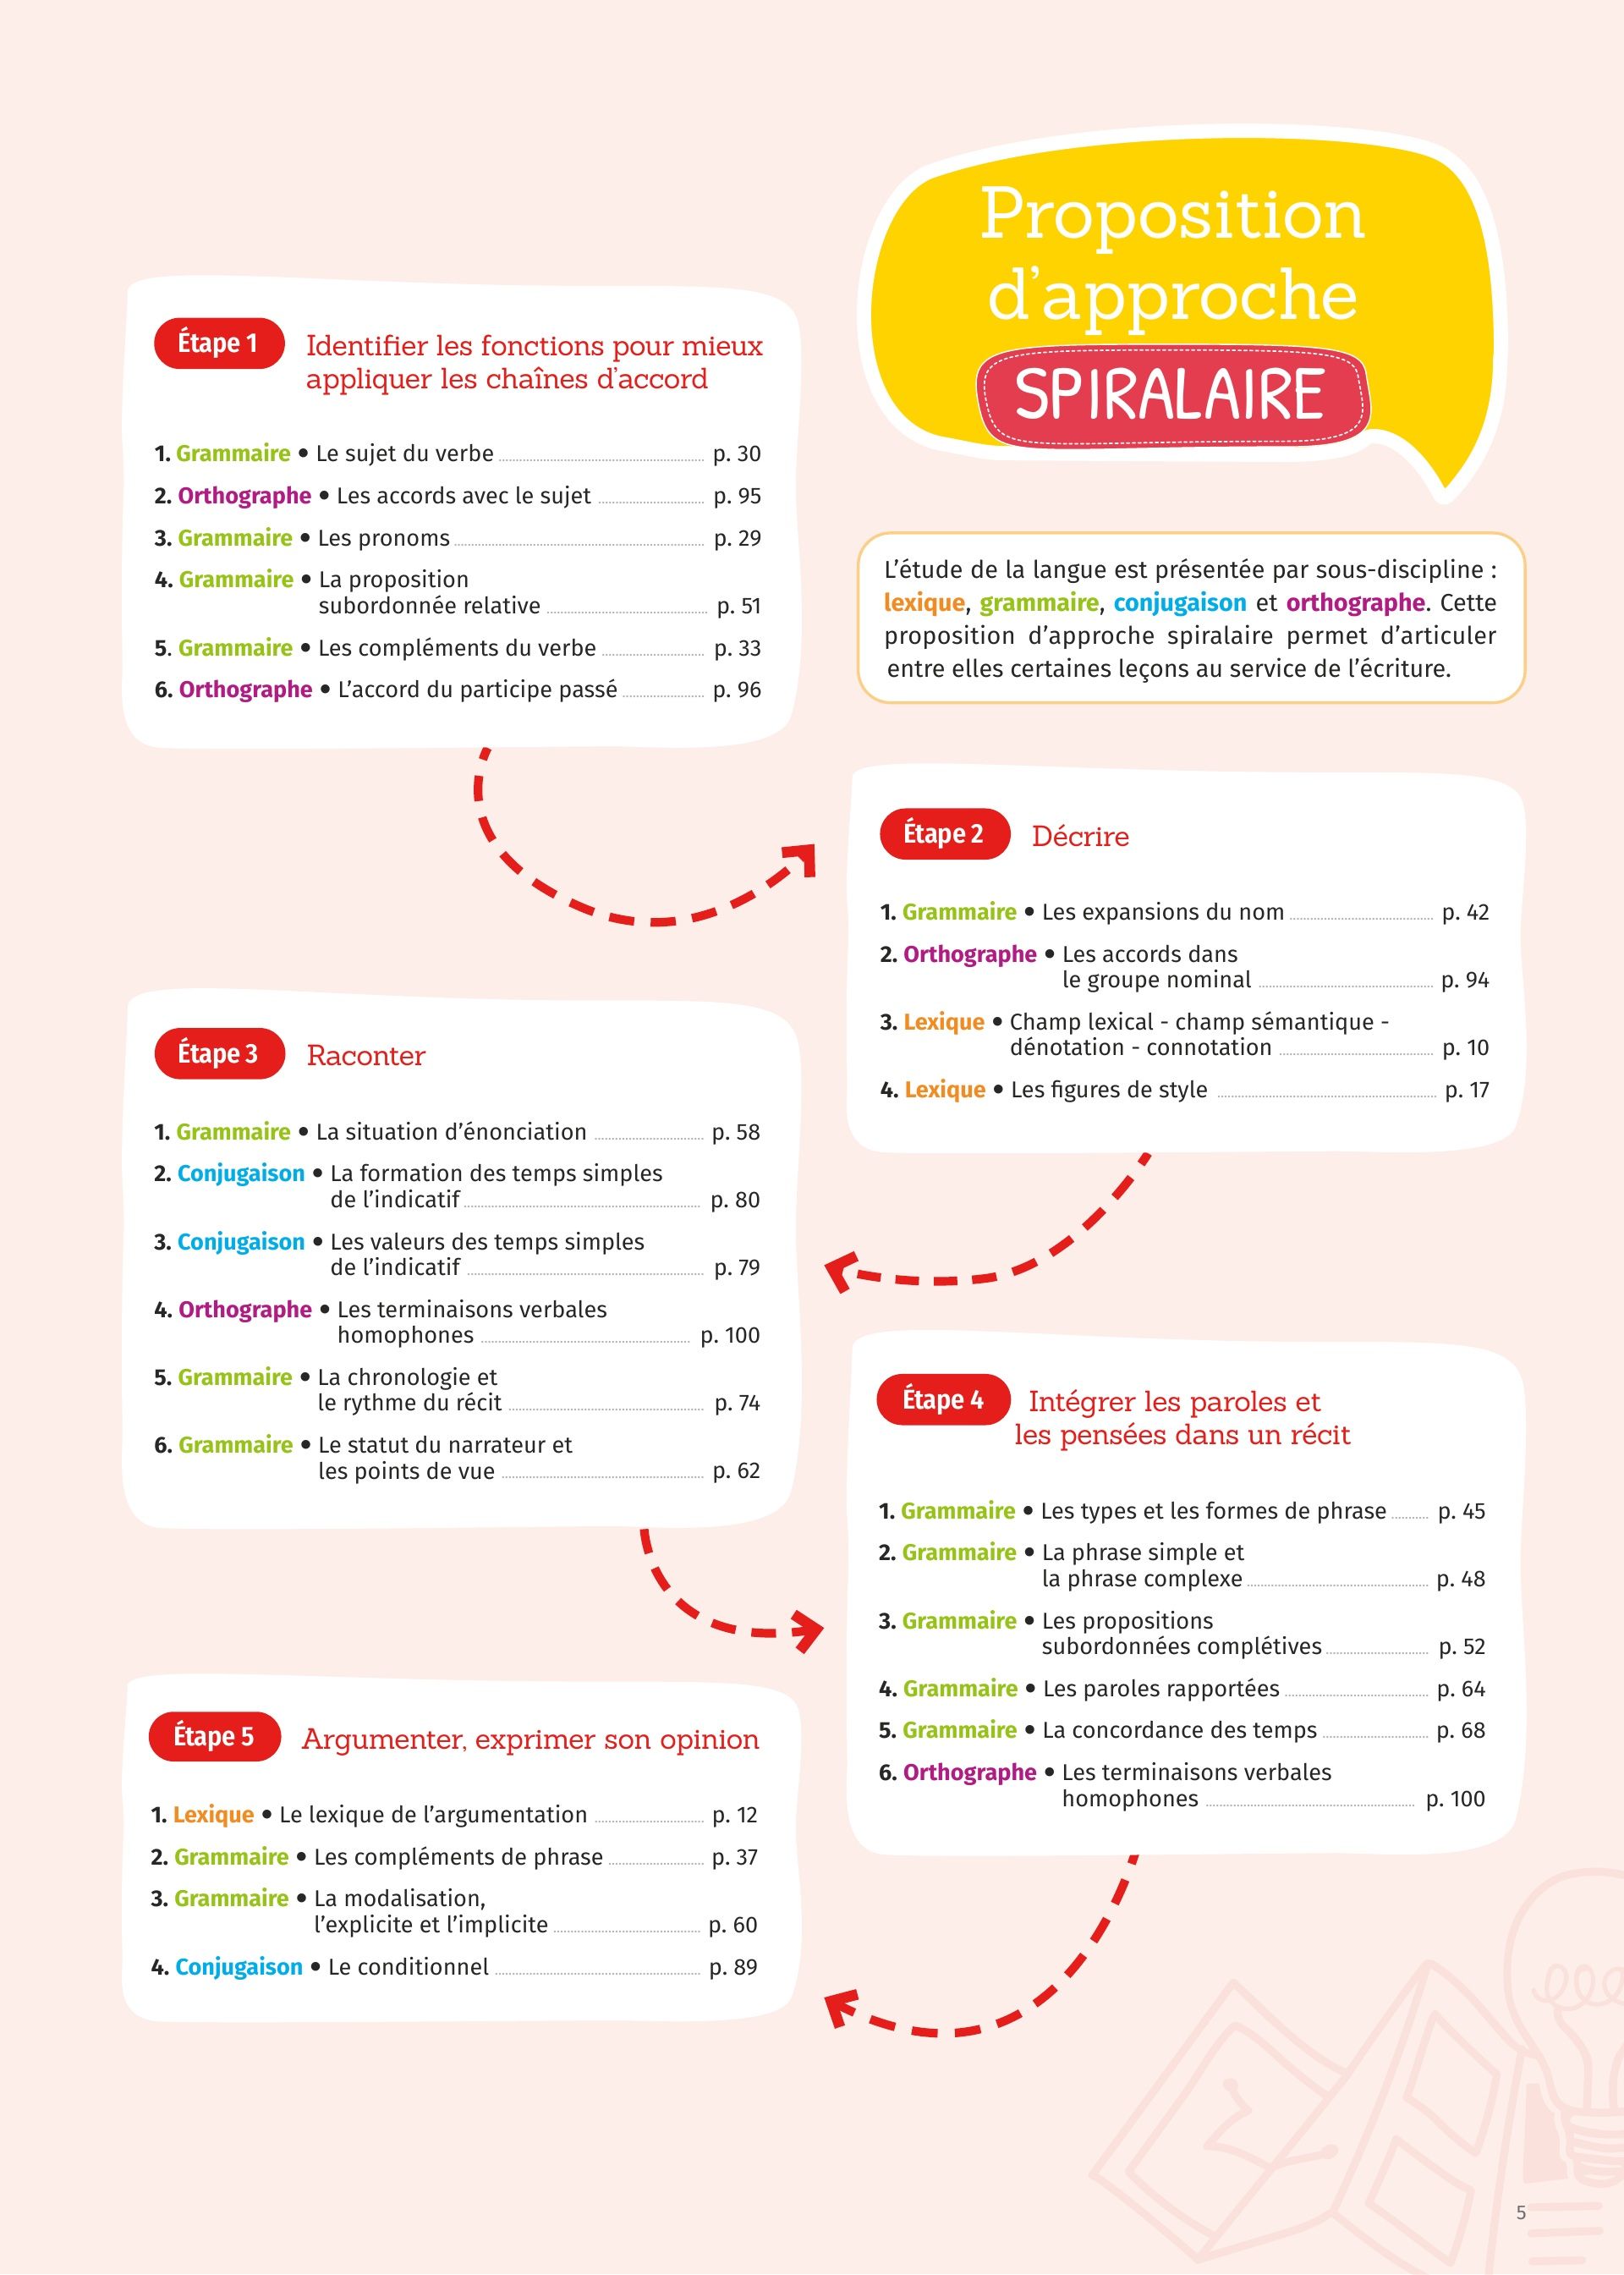 Proposition
d'approche
SPIRALAIRE
L'étude de la langue est présentée par sous-discipline :
lexique, grammaire, conjugaison et orthographe. Cette
proposition d'approche spiralaire permet d'articuler
entre elles certaines leçons au service de l'écriture.
Étape 1 Identifier les fonctions pour mieux
appliquer les chaînes d'accord
1. Grammaire • Le sujet du verbe p. 30
2. Orthographe • Les accords avec le sujet p. 95
3. Grammaire • Les pronoms p. 29
4. Grammaire • La proposition
subordonnée relative p. 51
5. Grammaire • Les compléments du verbe p. 33
6. Orthographe • L'accord du participe passé p. 96
Étape 2 Décrire
1. Grammaire • Les expansions du nom p. 42
2. Orthographe • Les accords dans
le groupe nominal p. 94
3. Lexique • Champ lexical - champ sémantique -
dénotation - connotation p. 10
4. Lexique • Les figures de style p. 17
Étape 3 Raconter
1. Grammaire • La situation d'énonciation p. 58
2. Conjugaison • La formation des temps simples
de l'indicatif p. 80
3. Conjugaison • Les valeurs des temps simples
de l'indicatif p. 79
4. Orthographe • Les terminaisons verbales
homophones p. 100
5. Grammaire • La chronologie et
le rythme du récit p. 74
6. Grammaire • Le statut du narrateur et
les points de vue p. 62
Étape 4 Intégrer les paroles et
les pensées dans un récit
1. Grammaire • Les types et les formes de phrase p. 45
2. Grammaire • La phrase simple et
la phrase complexe p. 48
3. Grammaire • Les propositions
subordonnées complétives p. 52
4. Grammaire • Les paroles rapportées p. 64
5. Grammaire • La concordance des temps p. 68
6. Orthographe • Les terminaisons verbales
homophones p. 100
Étape 5 Argumenter, exprimer son opinion
1. Lexique • Le lexique de l'argumentation p. 12
2. Grammaire • Les compléments de phrase p. 37
3. Grammaire • La modalisation,
l'explicite et l'implicite p. 60
4. Conjugaison • Le conditionnel p. 89
5